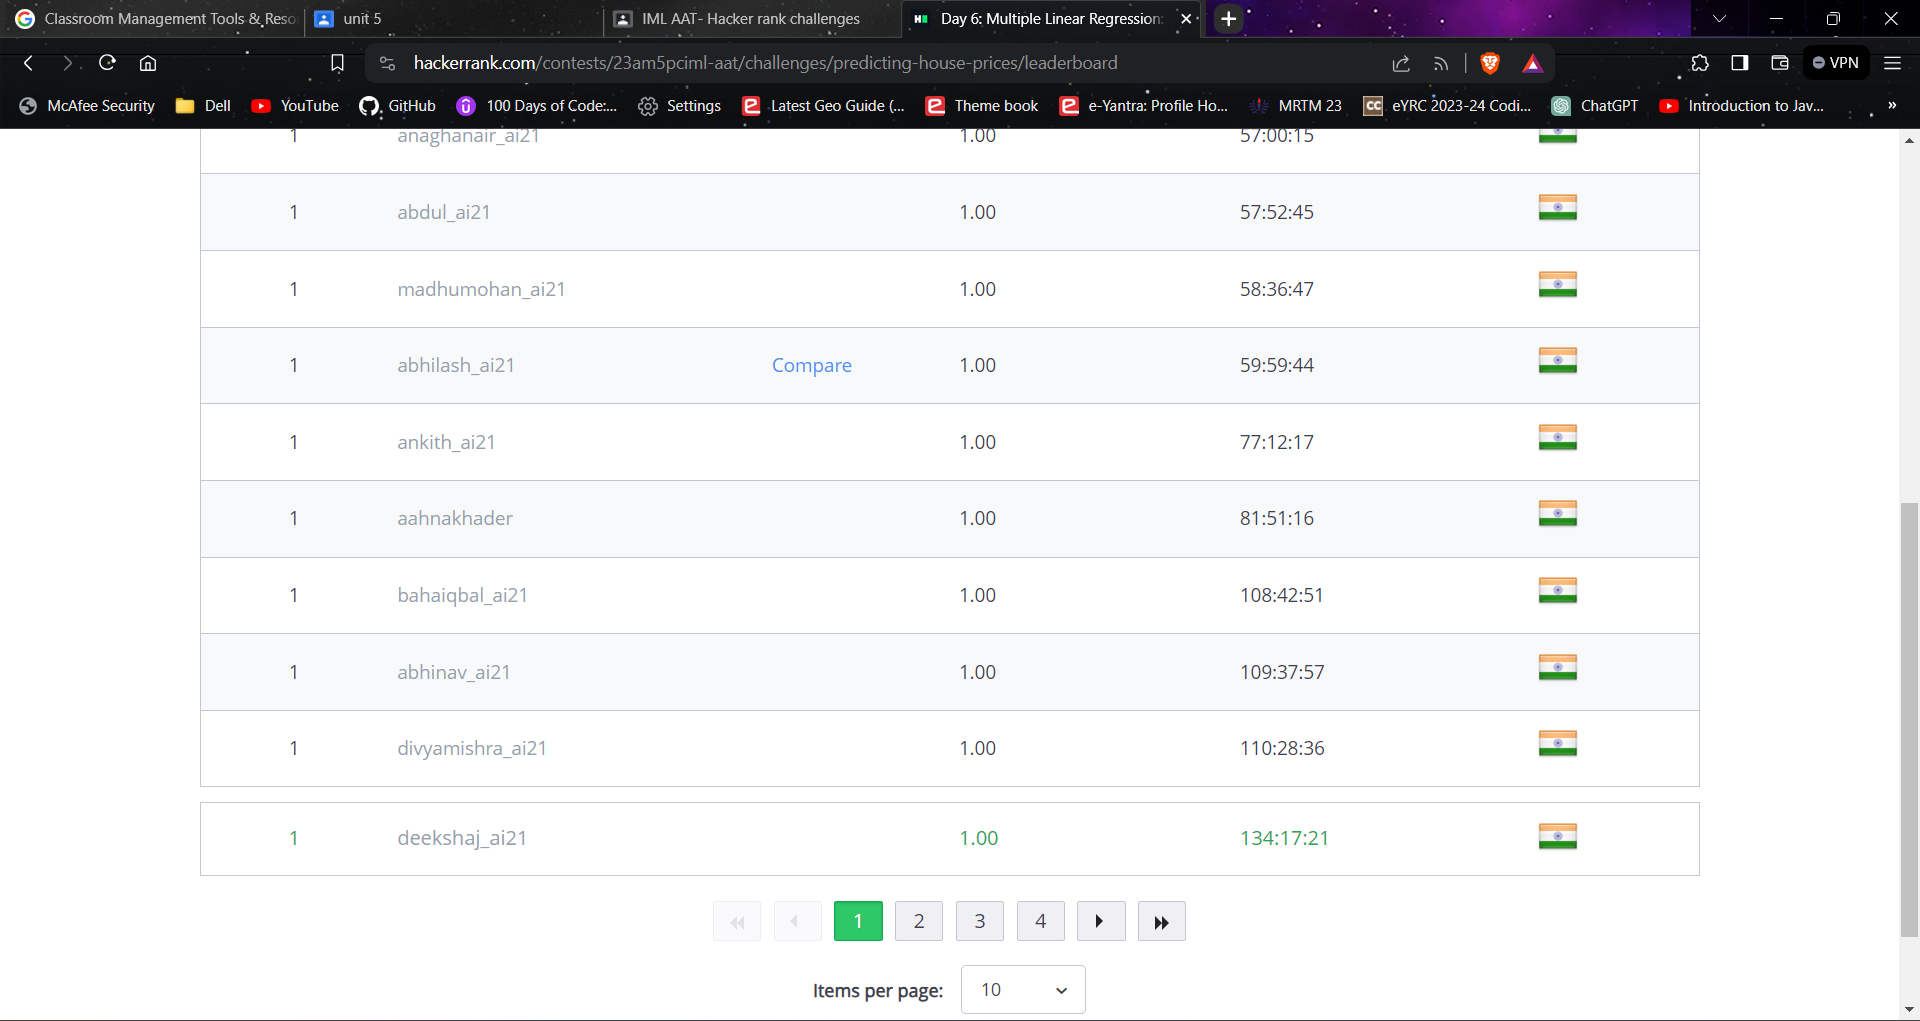 Classroom Management Tools & Reso
unit 5
IML AAT- Hacker rank challenges
Day 6: Multiple Linear Regression:
hackerrank.com/contests/23am5pciml-aat/challenges/predicting-house-prices/leaderboard
VPN
McAfee Security
Dell
YouTube
GitHub
100 Days of Code:...
Settings
Latest Geo Guide (...
Theme book
e-Yantra: Profile Ho...
MRTM 23
CC eYRC 2023-24 Codi...
ChatGPT
Introduction to Jav...
»
1 anaghanair_ai21 1.00 57:00:15
1 abdul_ai21 1.00 57:52:45
1 madhumohan_ai21 1.00 58:36:47
1 abhilash_ai21 Compare 1.00 59:59:44
1 ankith_ai21 1.00 77:12:17
1 aahnakhader 1.00 81:51:16
1 bahaiqbal_ai21 1.00 108:42:51
1 abhinav_ai21 1.00 109:37:57
1 divyamishra_ai21 1.00 110:28:36
1 deekshaj_ai21 1.00 134:17:21
1 2 3 4
Items per page: 10